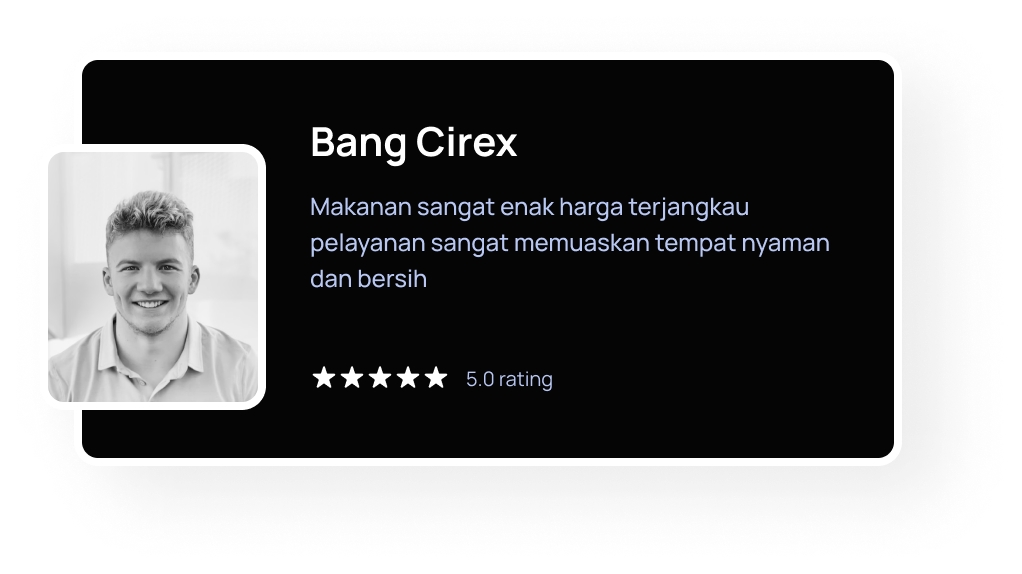 Bang Cirex
Makanan sangat enak harga terjangkau
pelayanan sangat memuaskan tempat nyaman
dan bersih
5.0 rating